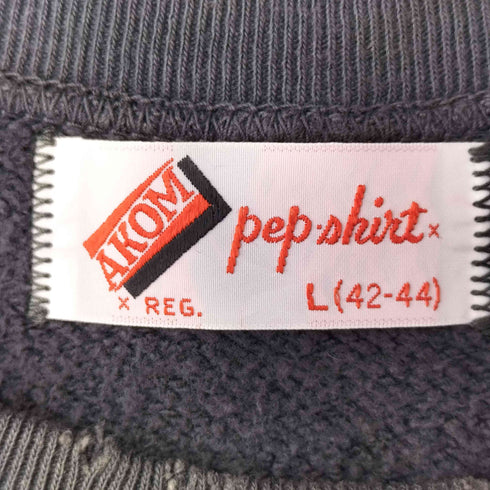 AKOM
pep-shirt x
x REG.
L (42-44)